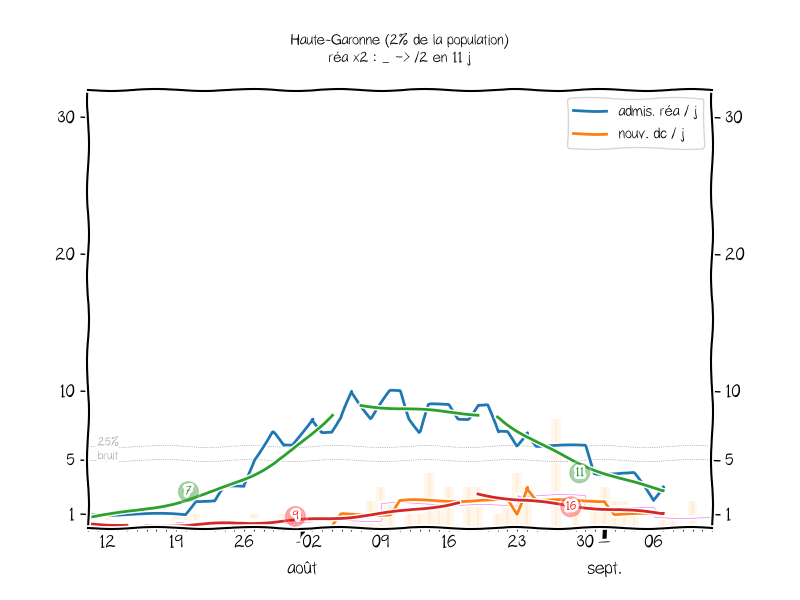 Haute-Garonne (2% de la population)
réa x2 : _ -> /2 en 11 j
admis. réa / j
nouv. dc / j
30
30
20
20
10
10
25%
bruit
5
5
7
11
16
9
1
1
12 19 26 02 09 16 23 30 06
août sept.